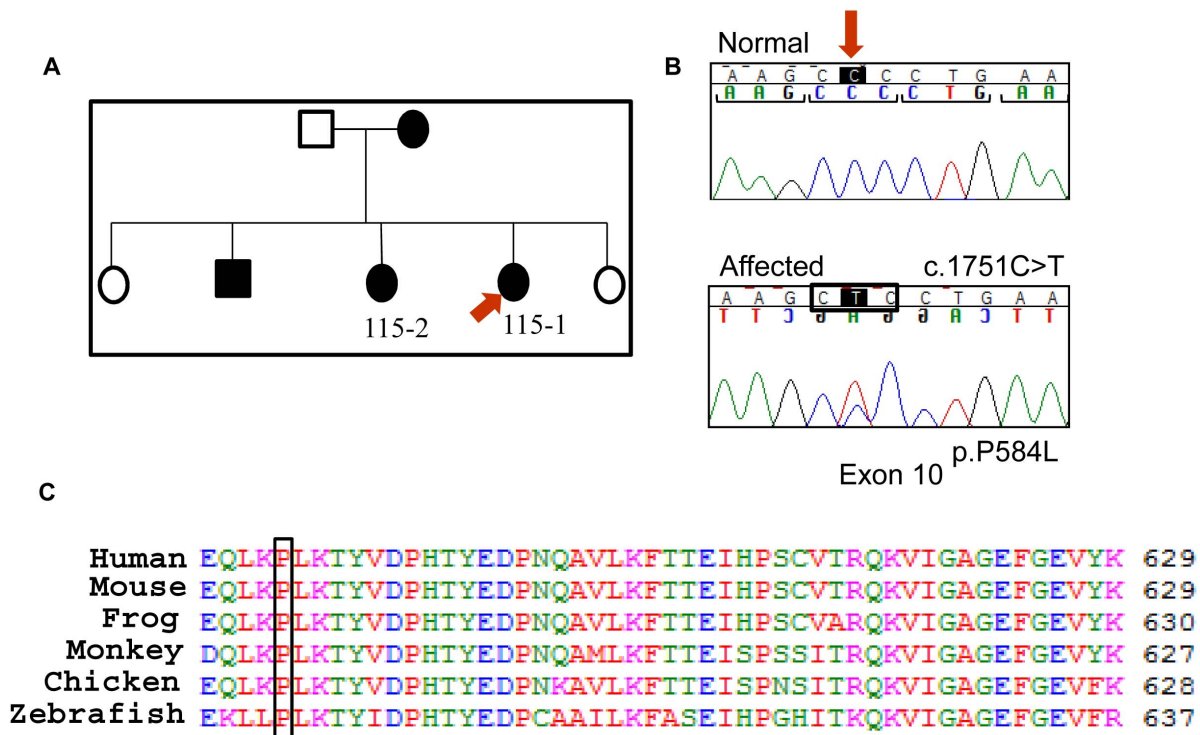 A
115-2 115-1
B
Normal
A A G C C C C T G A A
A A G C C C C T G A A
Affected c.1751C>T
A A G C T C C T G A A
T T C G A G G A C T T
p.P584L
Exon 10
C
Human EQLKPLKTYVDPHTYEDPNQAVLKFTTEIHPSCVTRQKVIGAGEFGEVYK 629
Mouse EQLKPLKTYVDPHTYEDPNQAVLKFTTEIHPSCVTRQKVIGAGEFGEVYK 629
Frog EQLKPLKTYVDPHTYEDPNQAVLKFTTEIHPSCVARQKVIGAGEFGEVYK 630
Monkey DQLKPLKTYVDPHTYEDPNQAMLKFTTEISPSSITRQKVIGAGEFGEVYK 627
Chicken EQLKPLKTYVDPHTYEDPNKAVLKFTTEISPNSITRQKVIGAGEFGEVFK 628
Zebrafish EKLLPLKTYIDPHTYEDPCAAILKFASEIHPGHITKQKVIGAGEFGEVFR 637